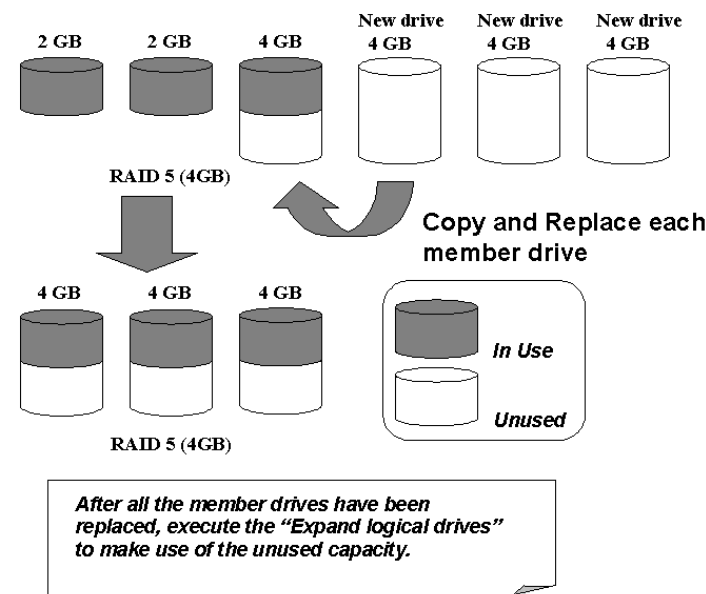 New drive New drive New drive
2 GB 2 GB 4 GB 4 GB 4 GB 4 GB
RAID 5 (4GB)
Copy and Replace each
member drive
4 GB 4 GB 4 GB
In Use
Unused
RAID 5 (4GB)
After all the member drives have been
replaced, execute the “Expand logical drives”
to make use of the unused capacity.